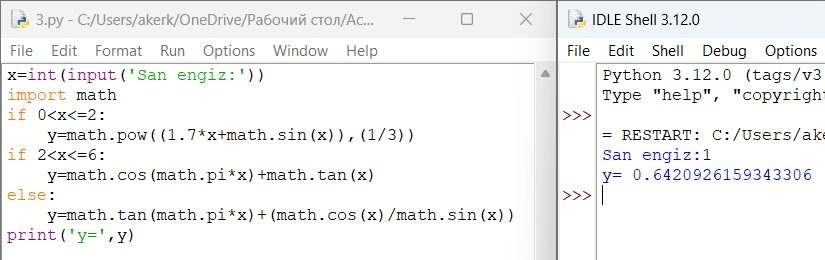 3.py - C:/Users/akerk/OneDrive/Рабочий стол/Ас...
File Edit Format Run Options Window Help
x=int(input('San engiz:'))
import math
if 0<x<=2:
    y=math.pow((1.7*x+math.sin(x)),(1/3))
if 2<x<=6:
    y=math.cos(math.pi*x)+math.tan(x)
else:
    y=math.tan(math.pi*x)+(math.cos(x)/math.sin(x))
print('y=',y)
IDLE Shell 3.12.0
File Edit Shell Debug Options
Python 3.12.0 (tags/v3
Type "help", "copyright
>>>
= RESTART: C:/Users/ake
San engiz:1
y= 0.6420926159343306
>>>